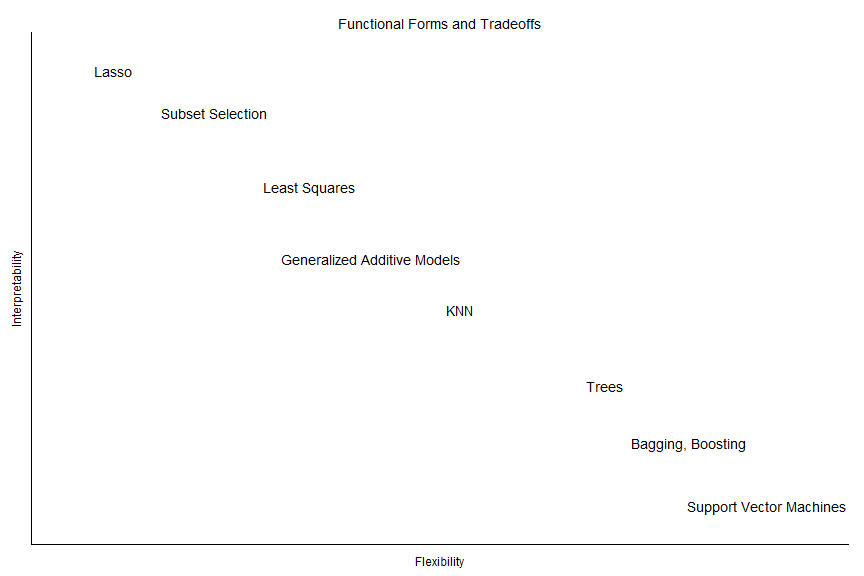 Functional Forms and Tradeoffs
Lasso
Subset Selection
Least Squares
Generalized Additive Models
Interpretability
KNN
Trees
Bagging, Boosting
Support Vector Machines
Flexibility